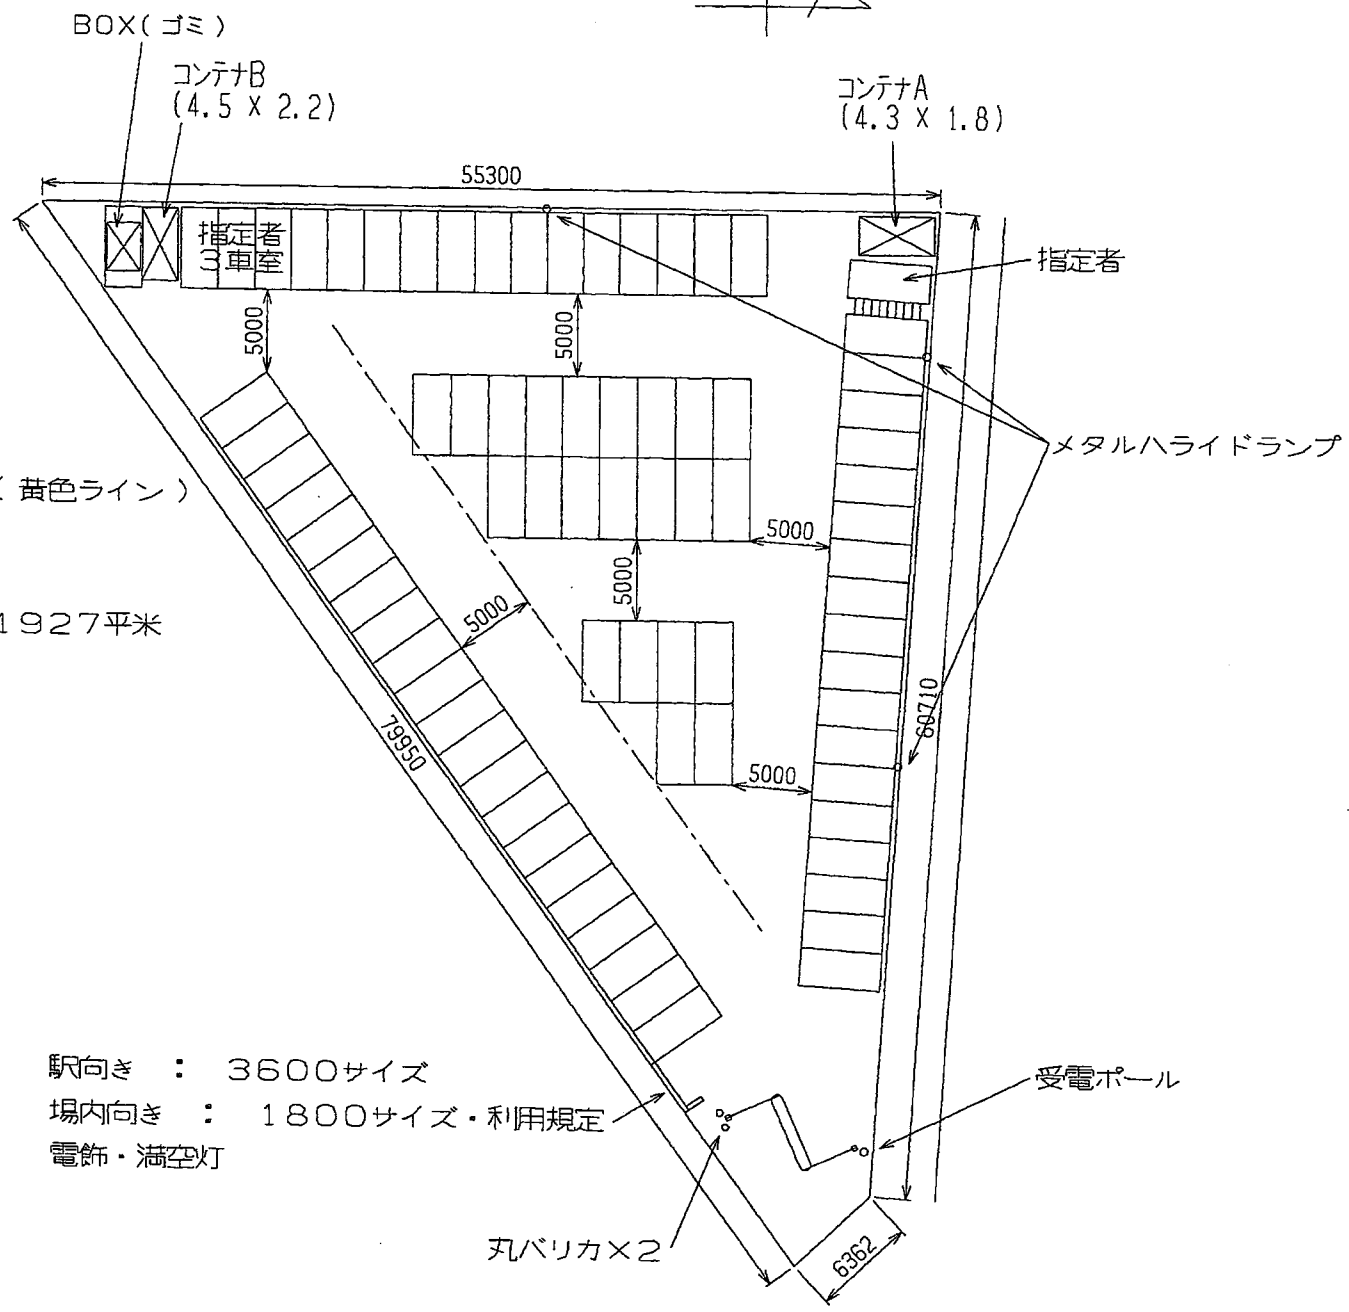 BOX(ゴミ)
コンテナB
(4.5 X 2.2)
コンテナA
(4.3 X 1.8)
55300
指定者
3車室
指定者
5000
5000
メタルハライドランプ
(黄色ライン)
5000
5000
1927平米
5000
60710
79950
5000
駅向き : 3600サイズ
場内向き : 1800サイズ・利用規定
電飾・満空灯
受電ポール
丸バリカ×2
6362